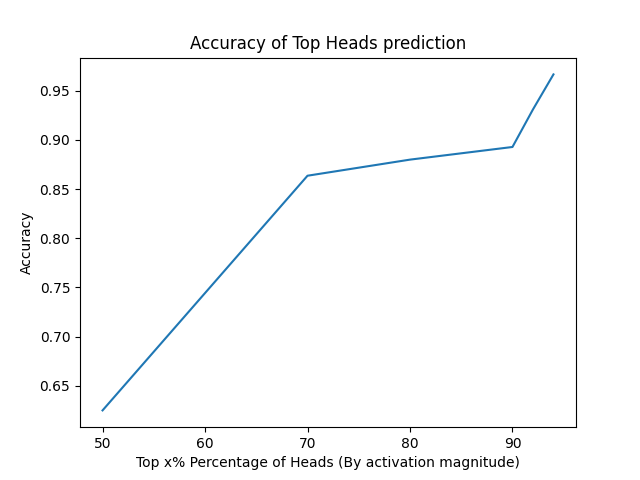 Accuracy of Top Heads prediction
0.95
0.90
0.85
0.80
0.75
0.70
0.65
Accuracy
50 60 70 80 90
Top x% Percentage of Heads (By activation magnitude)